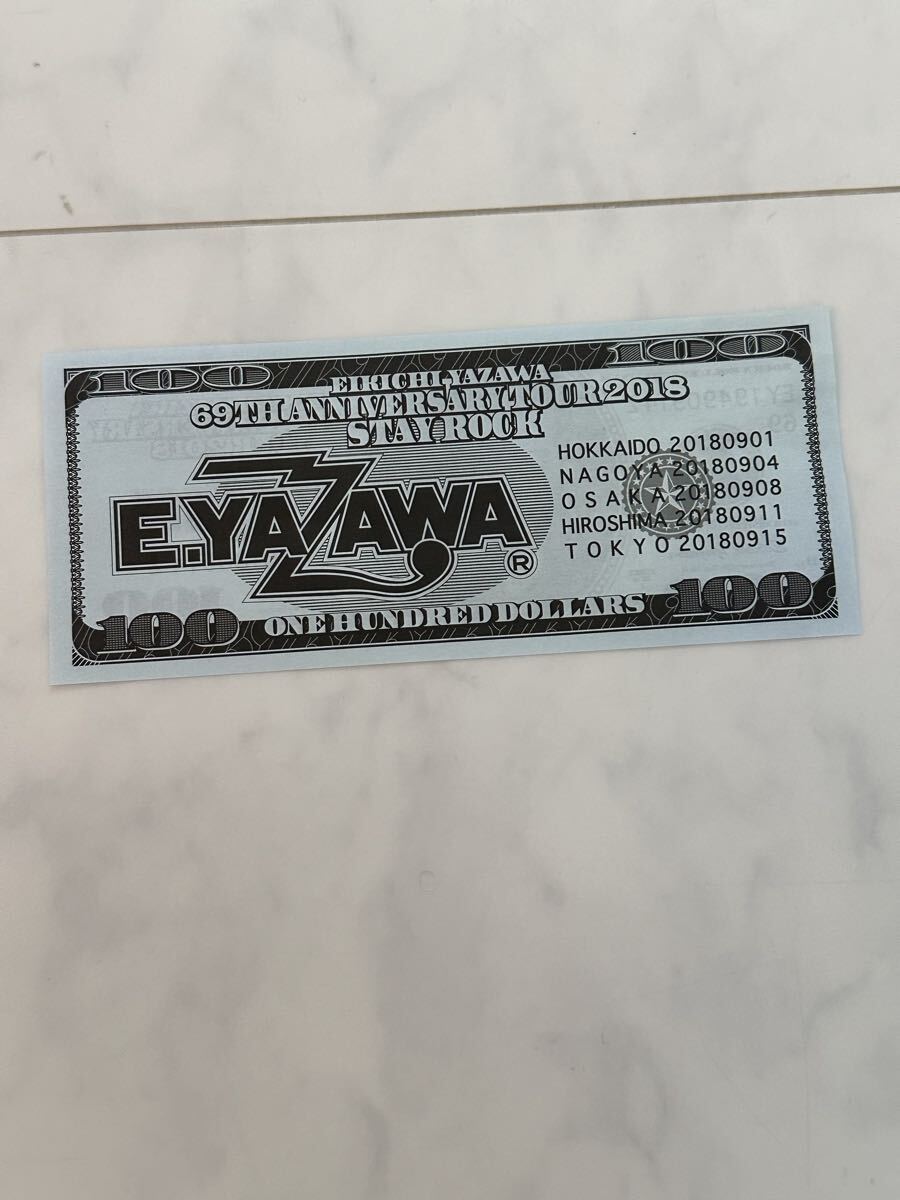 100 100
EIKICHI YAZAWA
69TH ANNIVERSARY TOUR 2018
STAY ROCK
E.YAZAWA ®
HOKKAIDO 20180901
NAGOYA 20180904
OSAKA 20180908
HIROSHIMA 20180911
TOKYO 20180915
100 ONE HUNDRED DOLLARS 100